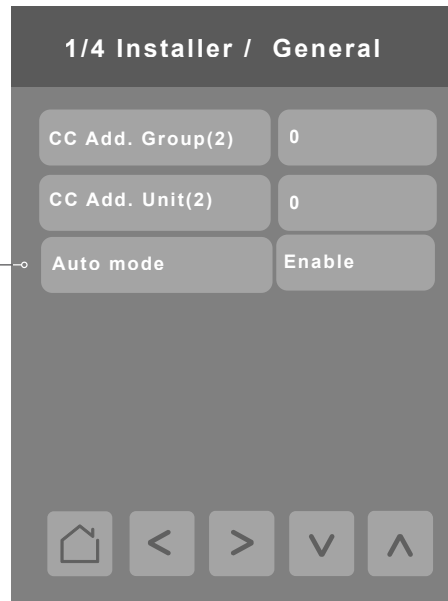 1/4 Installer / General
CC Add. Group(2) 0
CC Add. Unit(2) 0
Auto mode Enable
< > v ʌ